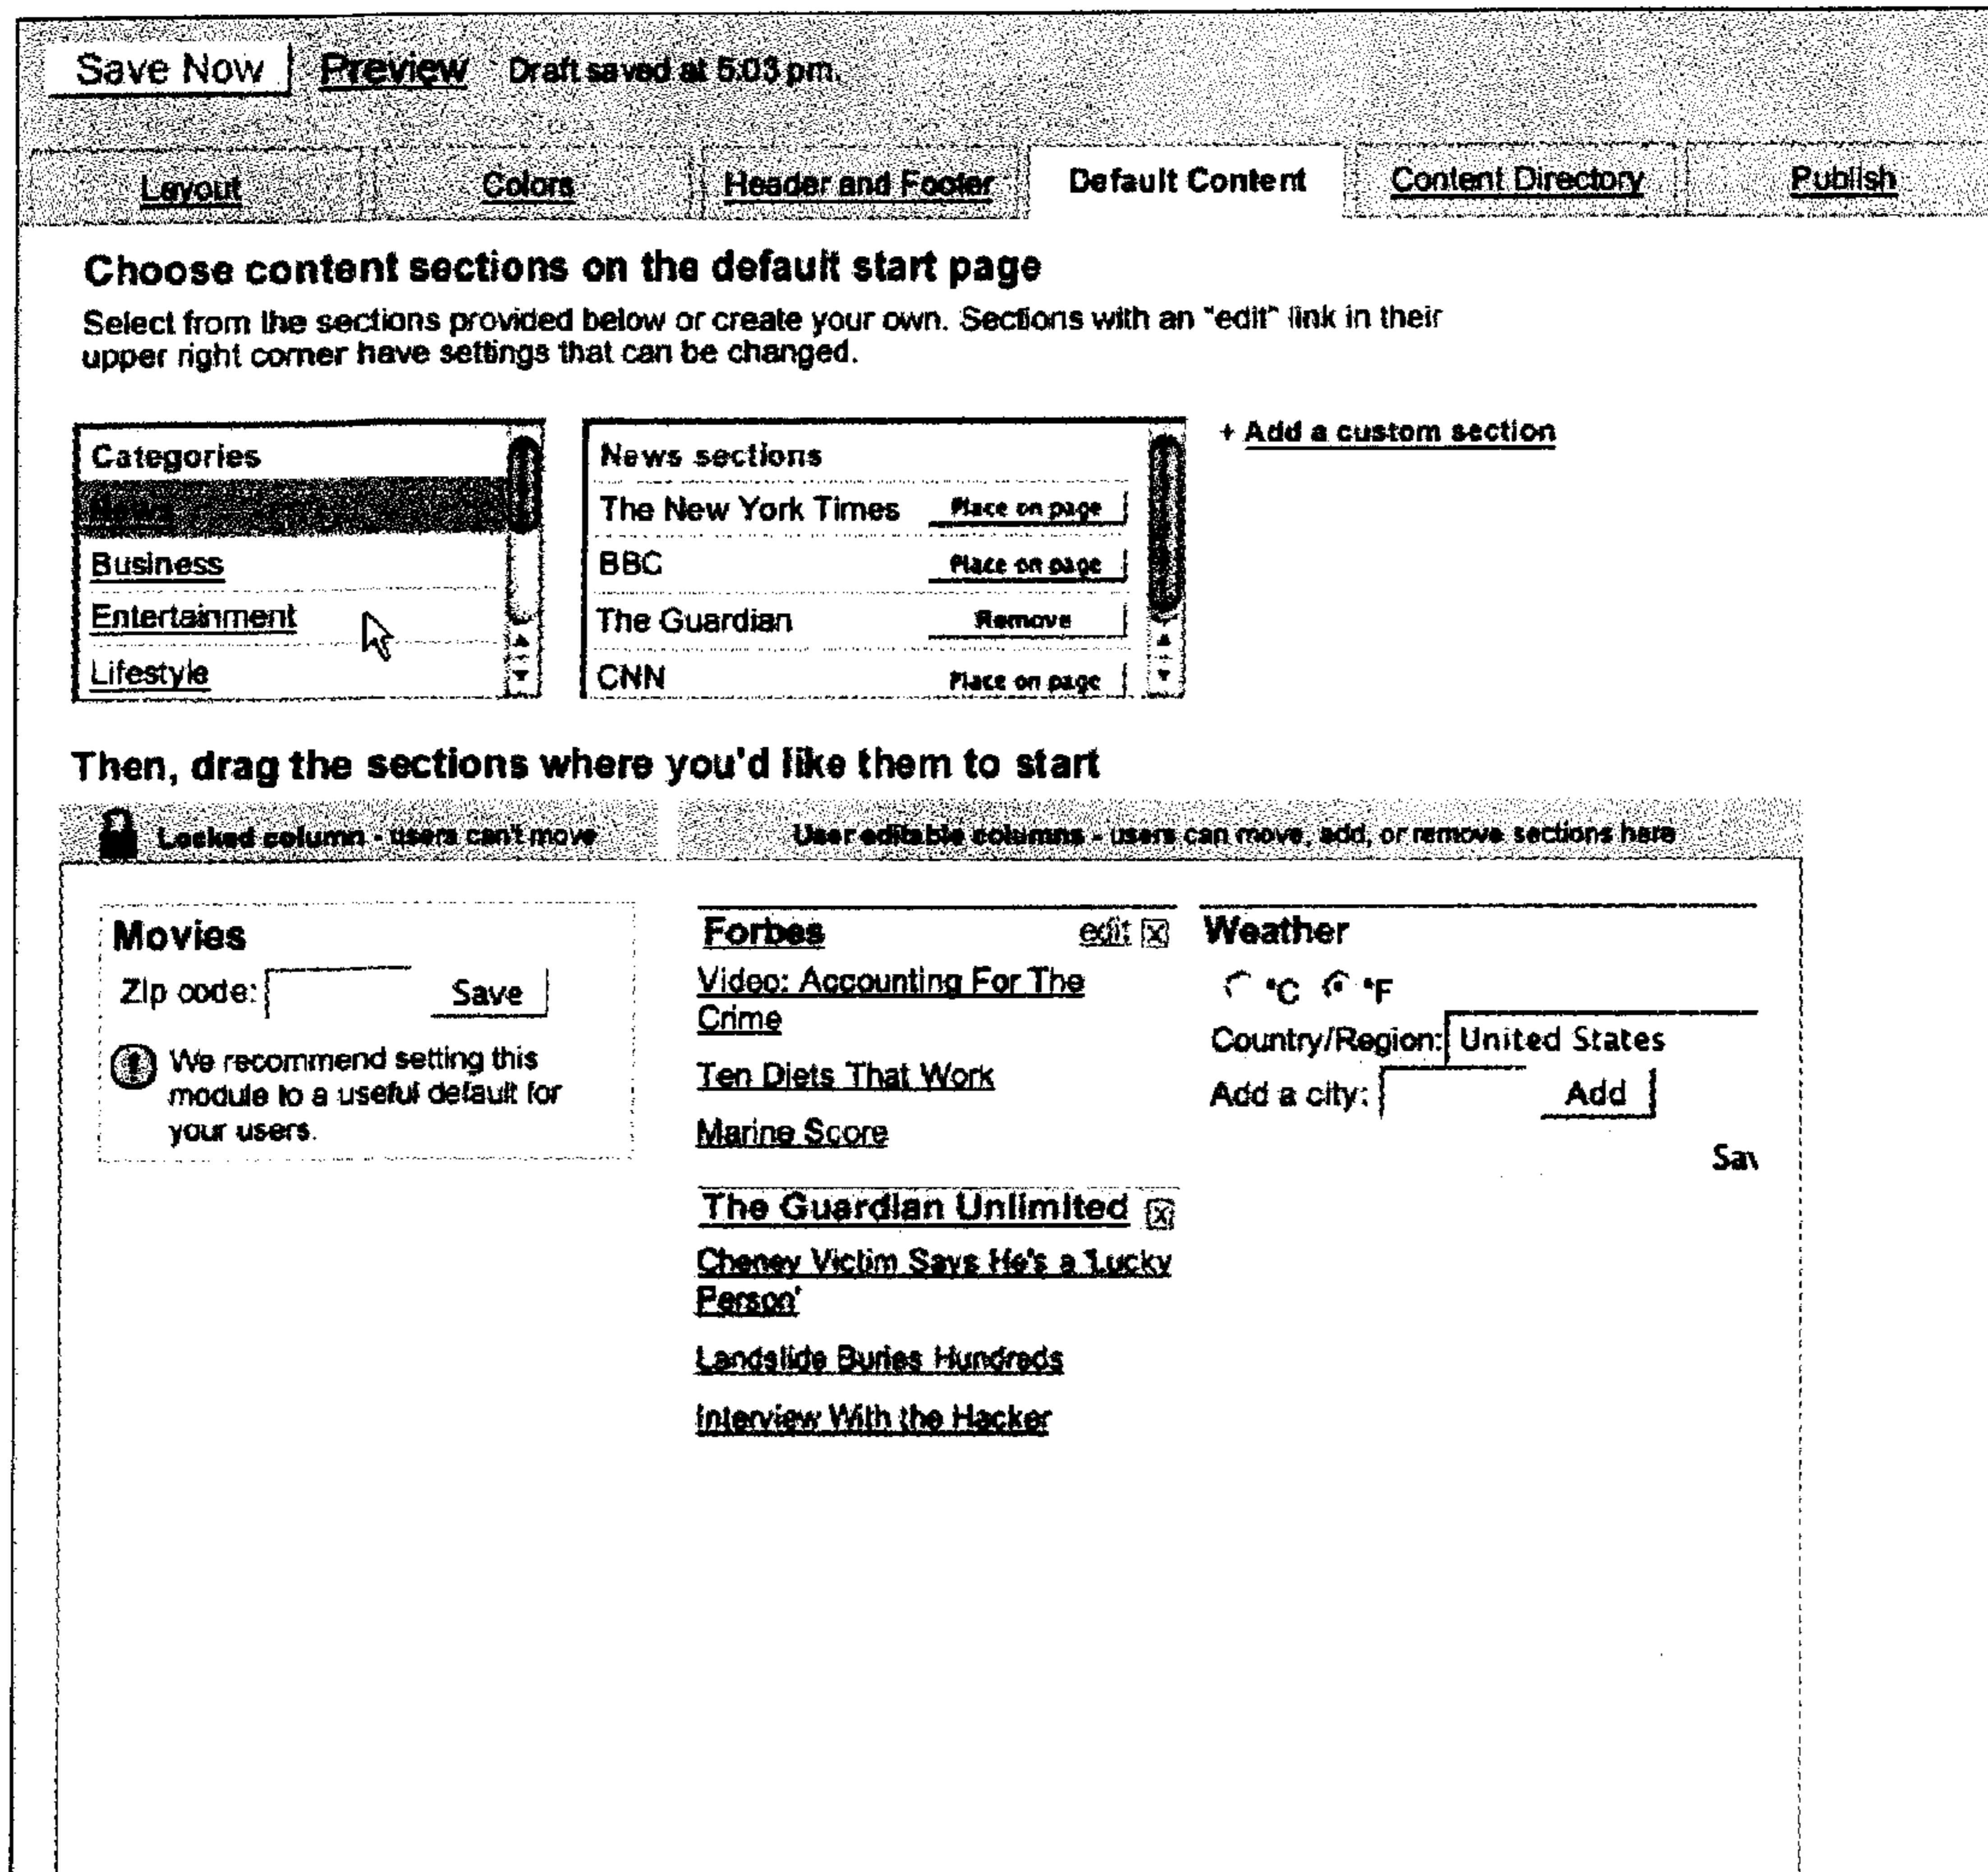 Save Now Preview Draft saved at 5:03 pm.
Layout Colors Header and Footer Default Content Content Directory Publish
Choose content sections on the default start page
Select from the sections provided below or create your own. Sections with an "edit" link in their
upper right corner have settings that can be changed.
Categories
News
Business
Entertainment
Lifestyle
News sections
The New York Times Place on page
BBC Place on page
The Guardian Remove
CNN Place on page
+ Add a custom section
Then, drag the sections where you'd like them to start
Locked column - users can't move
User editable columns - users can move, add, or remove sections here
Movies
Zip code: Save
We recommend setting this
module to a useful default for
your users.
Forbes edit x
Video: Accounting For The
Crime
Ten Diets That Work
Marine Score
The Guardian Unlimited x
Cheney Victim Says He's a 'Lucky
Person'
Landslide Buries Hundreds
Interview With the Hacker
Weather
°C °F
Country/Region: United States
Add a city: Add
Sav